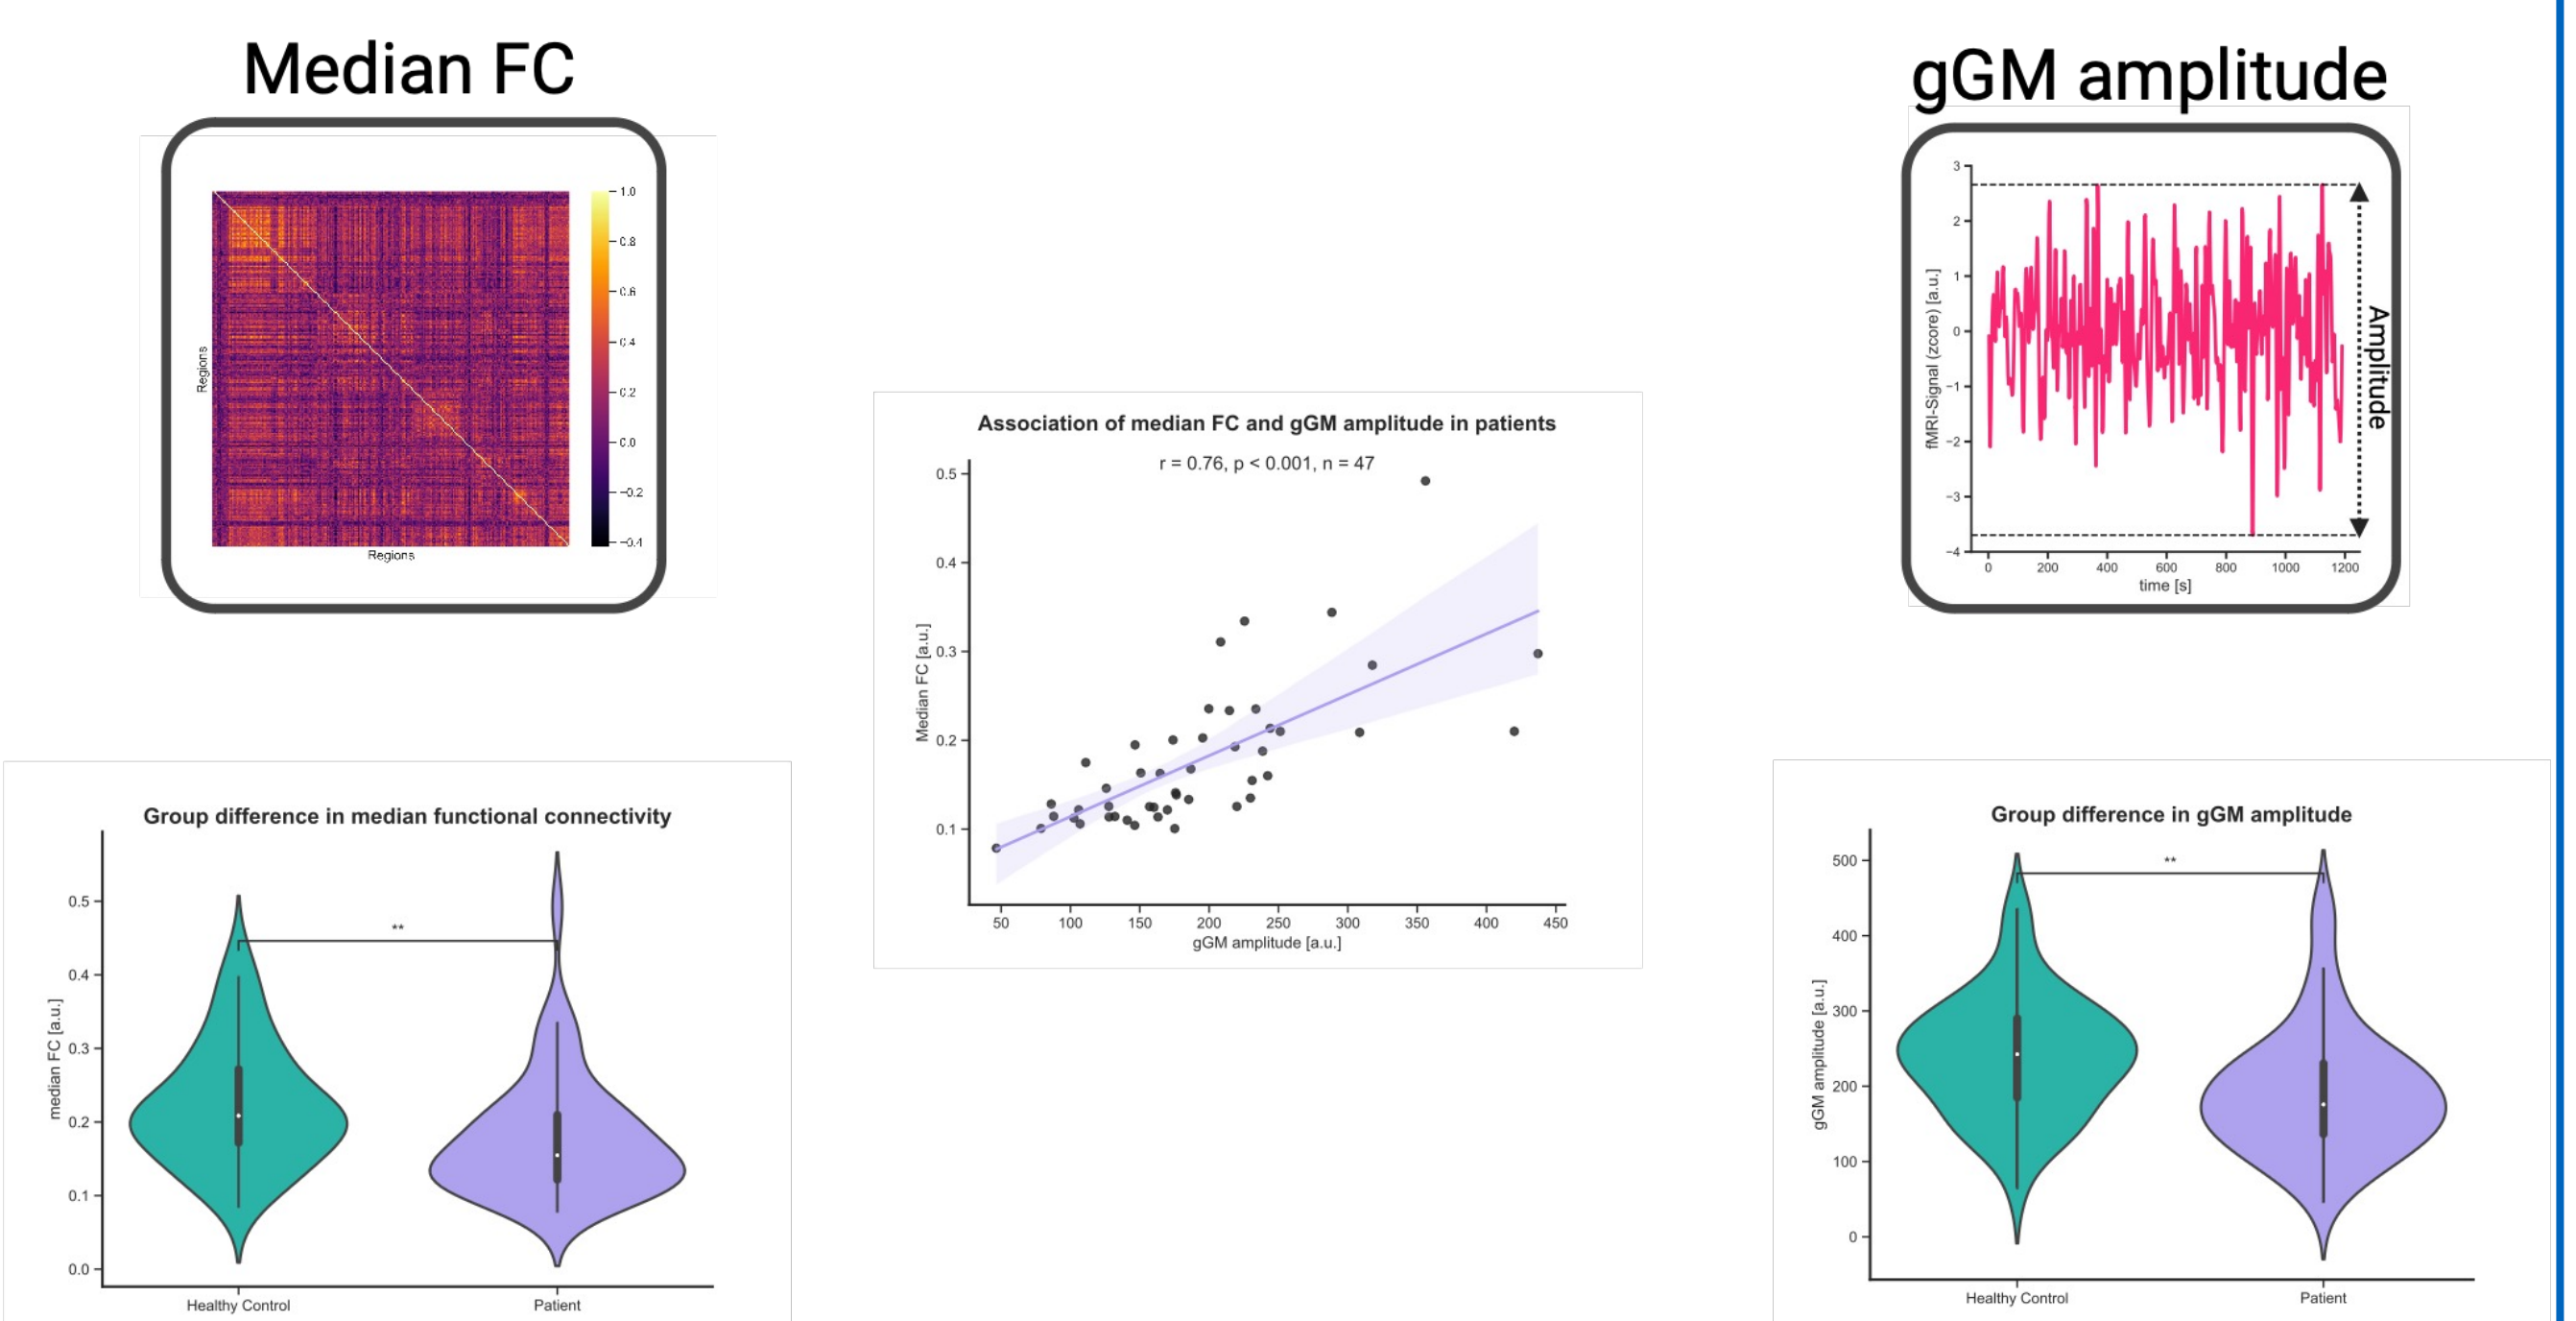 Median FC
1.0
0.8
0.6
0.4
0.2
0.0
−0.2
−0.4
Regions
Regions
gGM amplitude
3
2
1
0
−1
−2
−3
−4
fMRI-Signal (zcore) [a.u.]
0 200 400 600 800 1000 1200
time [s]
Amplitude
Association of median FC and gGM amplitude in patients
r = 0.76, p < 0.001, n = 47
0.5
0.4
0.3
0.2
0.1
Median FC [a.u.]
50 100 150 200 250 300 350 400 450
gGM amplitude [a.u.]
Group difference in median functional connectivity
**
0.5
0.4
0.3
0.2
0.1
0.0
median FC [a.u.]
Healthy Control Patient
Group difference in gGM amplitude
**
500
400
300
200
100
0
gGM amplitude [a.u.]
Healthy Control Patient